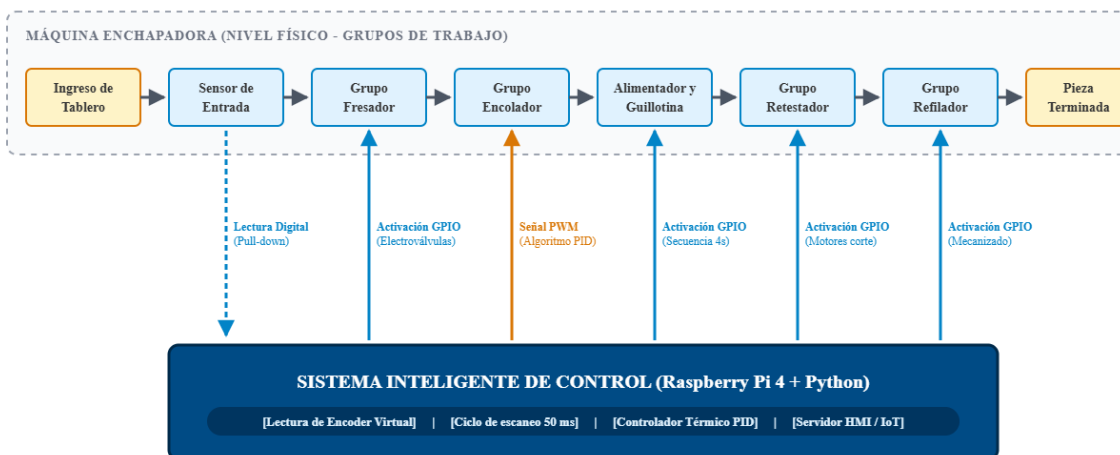 MÁQUINA ENCHAPADORA (NIVEL FÍSICO - GRUPOS DE TRABAJO)
Ingreso de
Tablero
Sensor de
Entrada
Grupo
Fresador
Grupo
Encolador
Alimentador y
Guillotina
Grupo
Retestador
Grupo
Refilador
Pieza
Terminada
Lectura Digital
(Pull-down)
Activación GPIO
(Electroválvulas)
Señal PWM
(Algoritmo PID)
Activación GPIO
(Secuencia 4s)
Activación GPIO
(Motores corte)
Activación GPIO
(Mecanizado)
SISTEMA INTELIGENTE DE CONTROL (Raspberry Pi 4 + Python)
[Lectura de Encoder Virtual] | [Ciclo de escaneo 50 ms] | [Controlador Térmico PID] | [Servidor HMI / IoT]